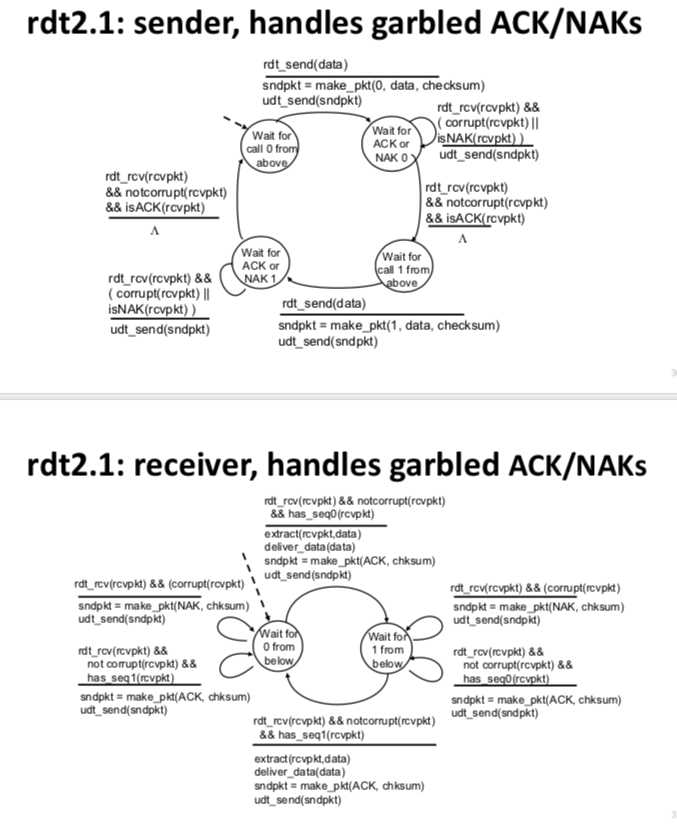 rdt2.1: sender, handles garbled ACK/NAKs
rdt_send(data)
sndpkt = make_pkt(0, data, checksum)
udt_send(sndpkt)
rdt_rcv(rcvpkt) &&
( corrupt(rcvpkt) ||
isNAK(rcvpkt) )
udt_send(sndpkt)
Wait for
call 0 from
above
Wait for
ACK or
NAK 0
rdt_rcv(rcvpkt)
&& notcorrupt(rcvpkt)
&& isACK(rcvpkt)
Λ
rdt_rcv(rcvpkt)
&& notcorrupt(rcvpkt)
&& isACK(rcvpkt)
Λ
Wait for
ACK or
NAK 1
Wait for
call 1 from
above
rdt_rcv(rcvpkt) &&
( corrupt(rcvpkt) ||
isNAK(rcvpkt) )
udt_send(sndpkt)
rdt_send(data)
sndpkt = make_pkt(1, data, checksum)
udt_send(sndpkt)
rdt2.1: receiver, handles garbled ACK/NAKs
rdt_rcv(rcvpkt) && notcorrupt(rcvpkt)
&& has_seq0(rcvpkt)
extract(rcvpkt,data)
deliver_data(data)
sndpkt = make_pkt(ACK, chksum)
udt_send(sndpkt)
rdt_rcv(rcvpkt) && (corrupt(rcvpkt)
sndpkt = make_pkt(NAK, chksum)
udt_send(sndpkt)
rdt_rcv(rcvpkt) &&
not corrupt(rcvpkt) &&
has_seq1(rcvpkt)
sndpkt = make_pkt(ACK, chksum)
udt_send(sndpkt)
Wait for
0 from
below
Wait for
1 from
below
rdt_rcv(rcvpkt) && (corrupt(rcvpkt)
sndpkt = make_pkt(NAK, chksum)
udt_send(sndpkt)
rdt_rcv(rcvpkt) &&
not corrupt(rcvpkt) &&
has_seq0(rcvpkt)
sndpkt = make_pkt(ACK, chksum)
udt_send(sndpkt)
rdt_rcv(rcvpkt) && notcorrupt(rcvpkt)
&& has_seq1(rcvpkt)
extract(rcvpkt,data)
deliver_data(data)
sndpkt = make_pkt(ACK, chksum)
udt_send(sndpkt)